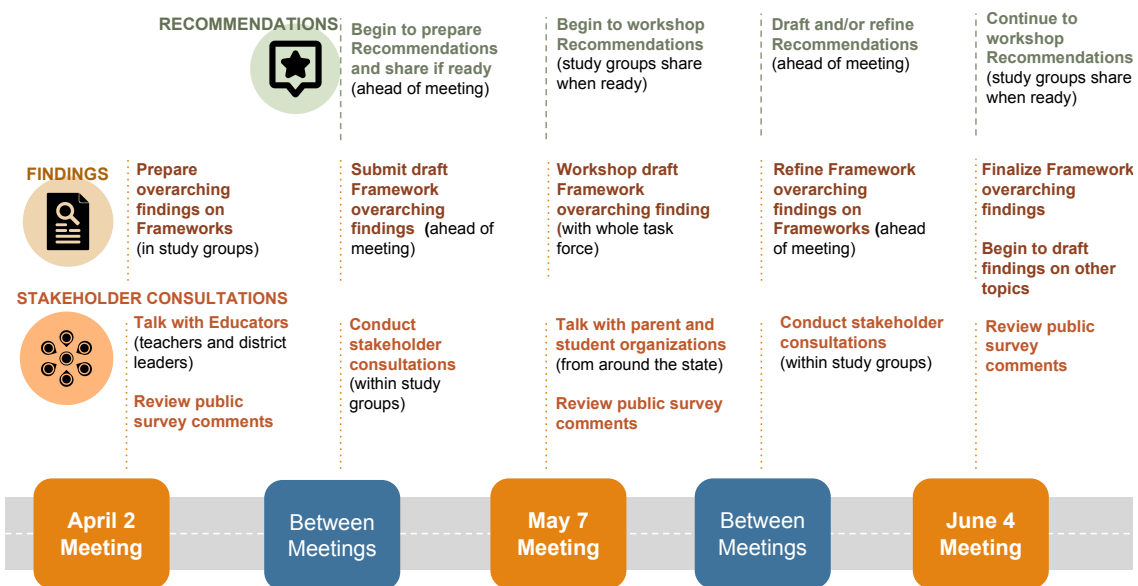 RECOMMENDATIONS
Begin to prepare
Recommendations
and share if ready
(ahead of meeting)
Begin to workshop
Recommendations
(study groups share
when ready)
Draft and/or refine
Recommendations
(ahead of meeting)
Continue to
workshop
Recommendations
(study groups share
when ready)
FINDINGS
Prepare
overarching
findings on
Frameworks
(in study groups)
Submit draft
Framework
overarching
findings (ahead of
meeting)
Workshop draft
Framework
overarching finding
(with whole task
force)
Refine Framework
overarching
findings on
Frameworks (ahead
of meeting)
Finalize Framework
overarching
findings
Begin to draft
findings on other
topics
STAKEHOLDER CONSULTATIONS
Talk with Educators
(teachers and district
leaders)
Review public
survey comments
Conduct
stakeholder
consultations
(within study
groups)
Talk with parent and
student organizations
(from around the state)
Review public survey
comments
Conduct stakeholder
consultations
(within study groups)
Review public
survey
comments
April 2
Meeting
Between
Meetings
May 7
Meeting
Between
Meetings
June 4
Meeting